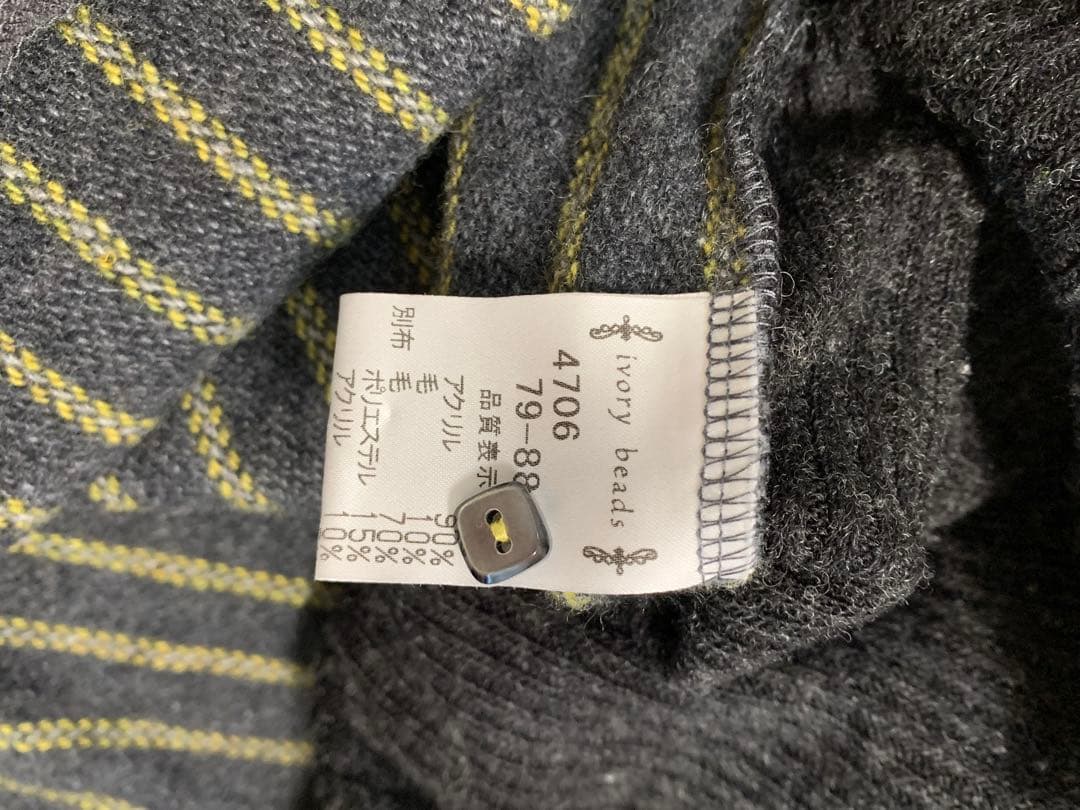 ivory beads
4706
79-88
品質表示
アクリル 90%
毛 10%
別布 毛 70%
ポリエステル 15%
アクリル 10%